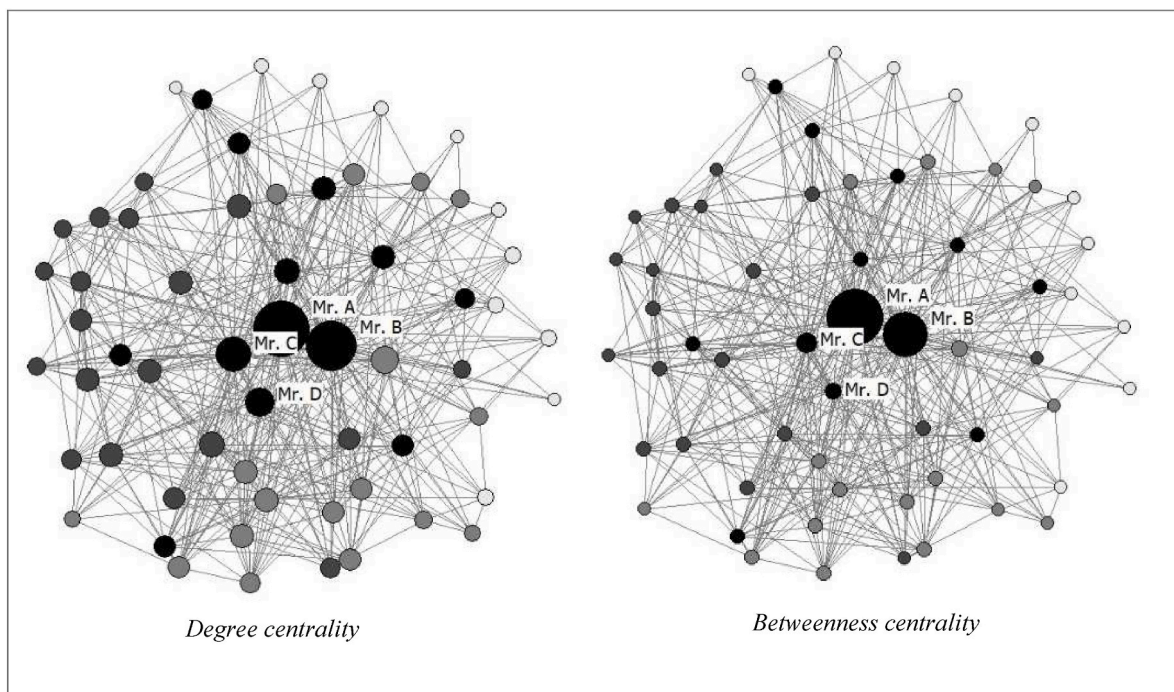 Mr. A
Mr. B
Mr. C
Mr. D
Degree centrality
Mr. A
Mr. B
Mr. C
Mr. D
Betweenness centrality